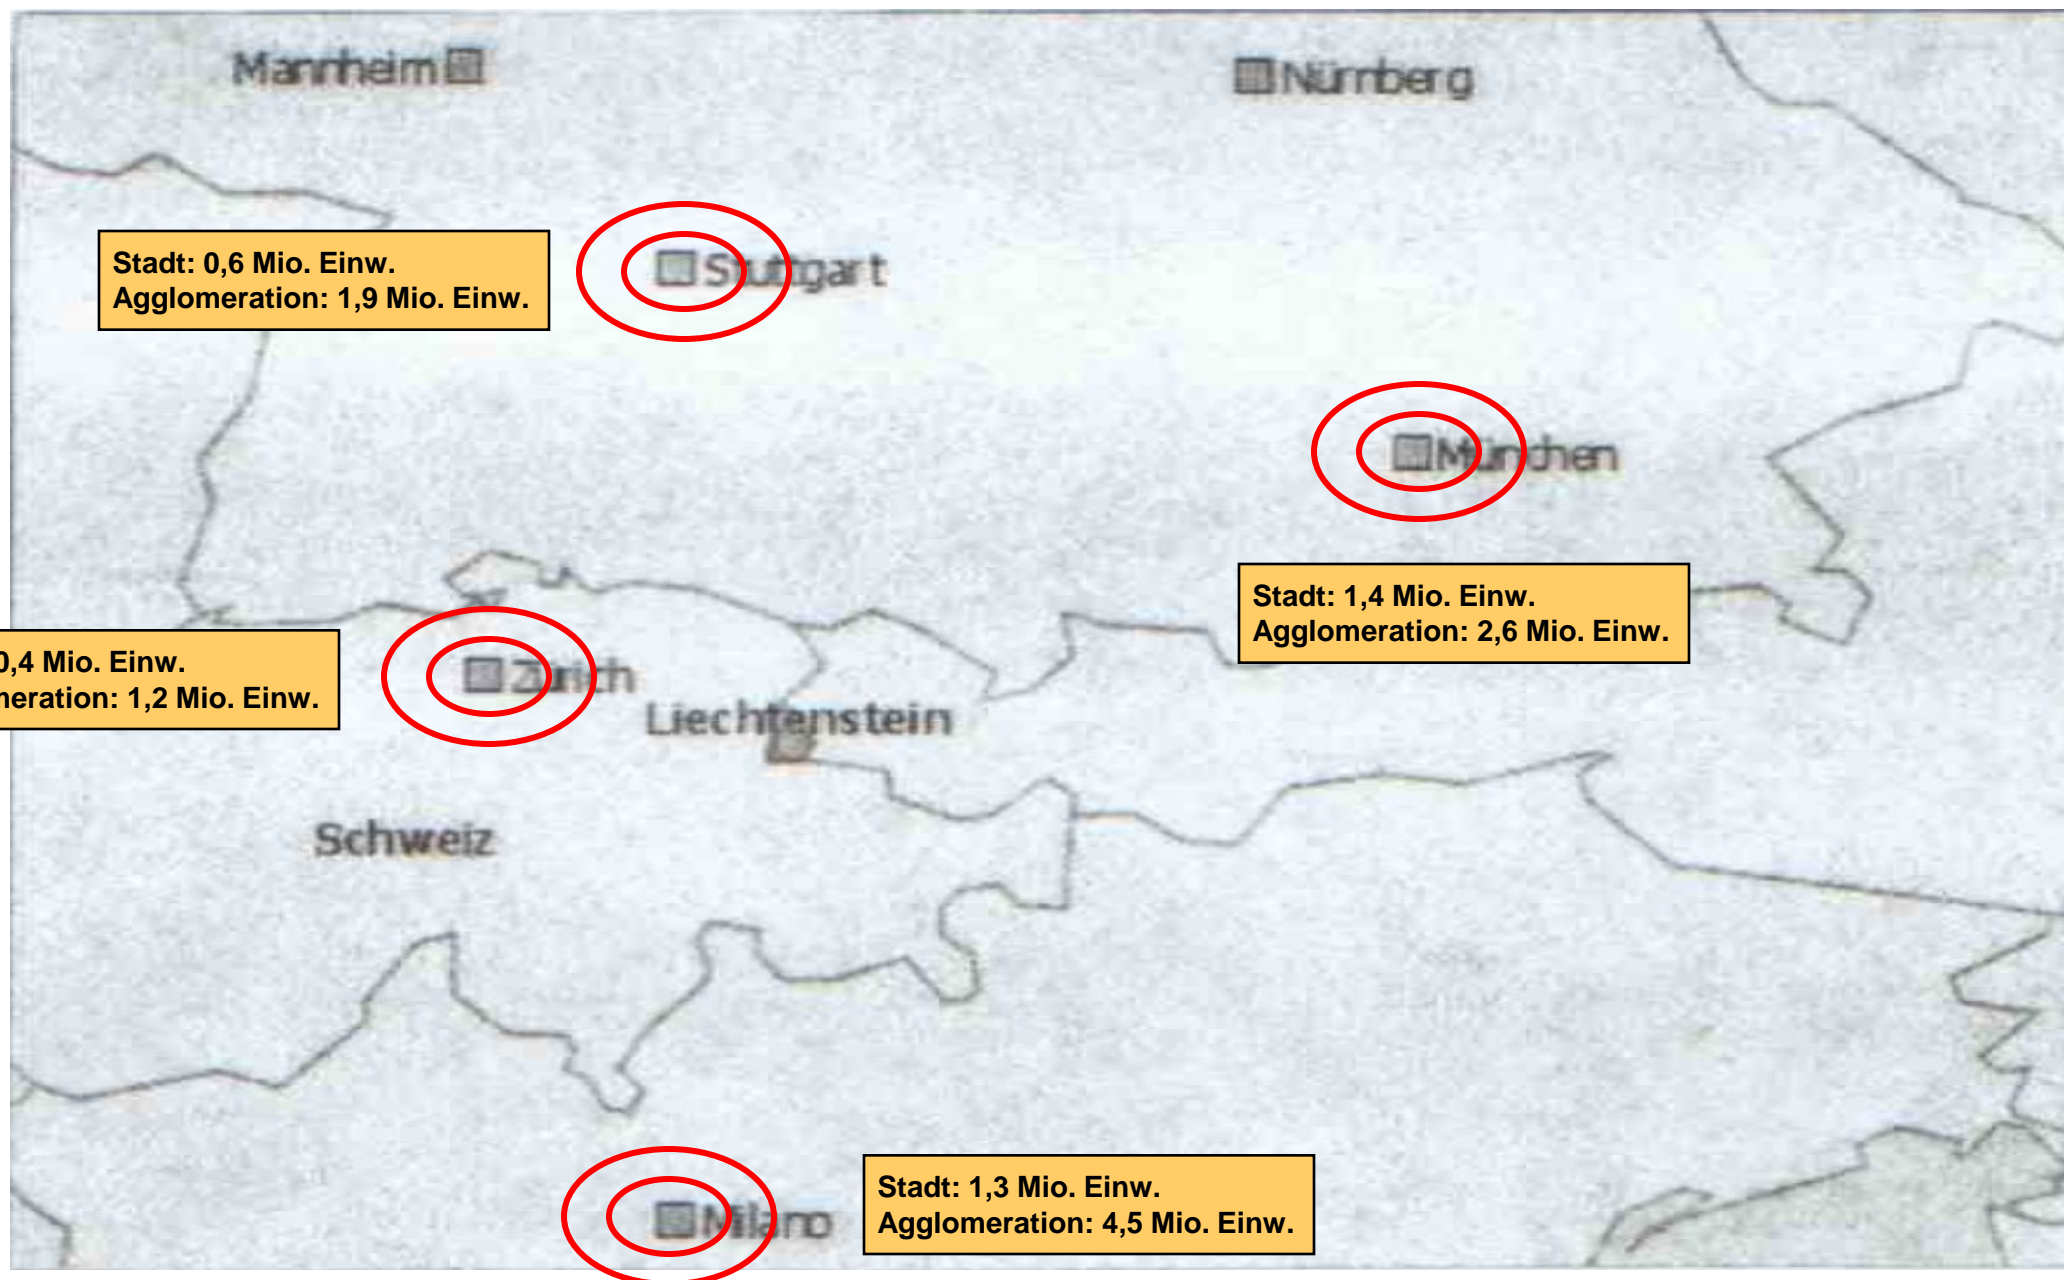 Mannheim
Nürnberg
Stadt: 0,6 Mio. Einw.
Agglomeration: 1,9 Mio. Einw.
Stuttgart
München
Stadt: 1,4 Mio. Einw.
Agglomeration: 2,6 Mio. Einw.
0,4 Mio. Einw.
meration: 1,2 Mio. Einw.
Zürich
Liechtenstein
Schweiz
Stadt: 1,3 Mio. Einw.
Agglomeration: 4,5 Mio. Einw.
Milano